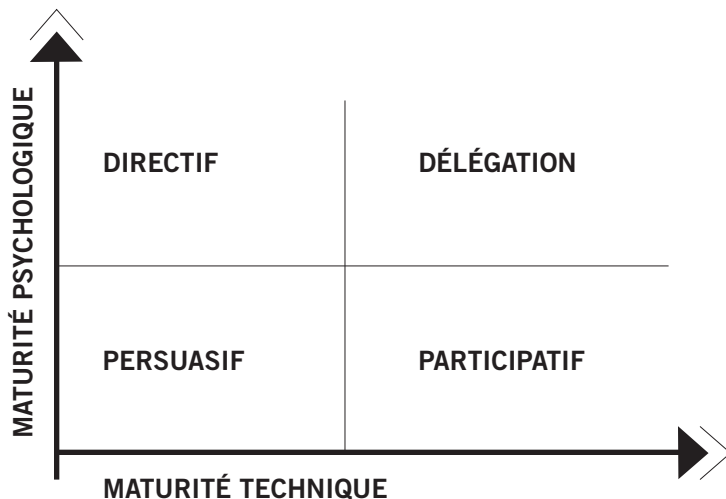 MATURITÉ PSYCHOLOGIQUE
DIRECTIF
DÉLÉGATION
PERSUASIF
PARTICIPATIF
MATURITÉ TECHNIQUE